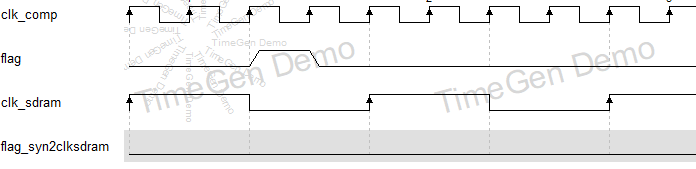 clk_comp
flag
clk_sdram
flag_syn2clksdram
TimeGen Demo
TimeGen Demo
TimeGen Demo